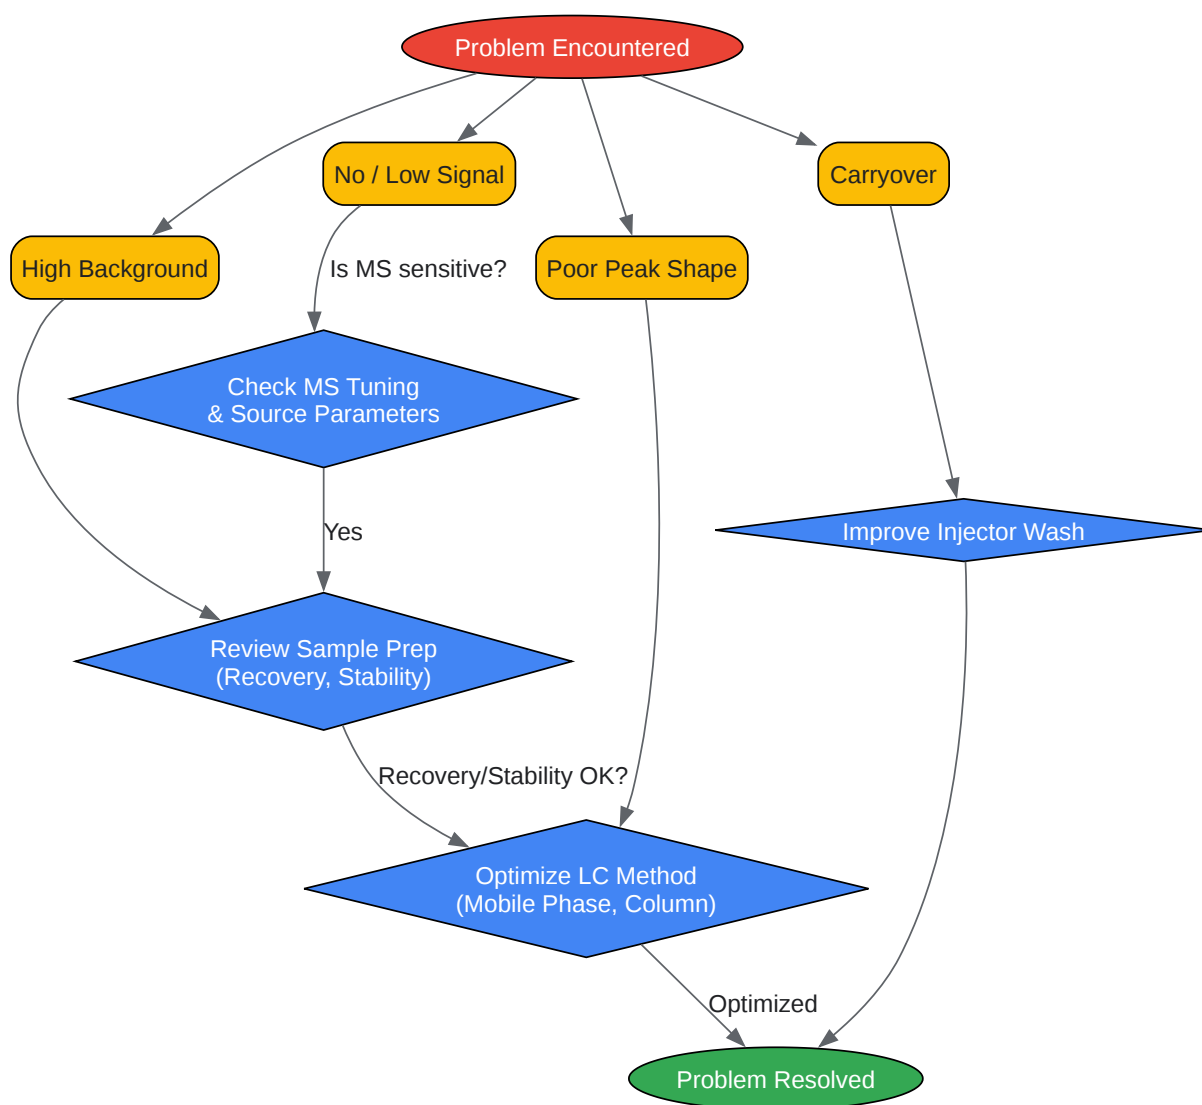 Problem Encountered
No / Low Signal
Carryover
High Background
Is MS sensitive?
Poor Peak Shape
Check MS Tuning
& Source Parameters
Yes
Improve Injector Wash
Review Sample Prep
(Recovery, Stability)
Recovery/Stability OK?
Optimize LC Method
(Mobile Phase, Column)
Optimized
Problem Resolved